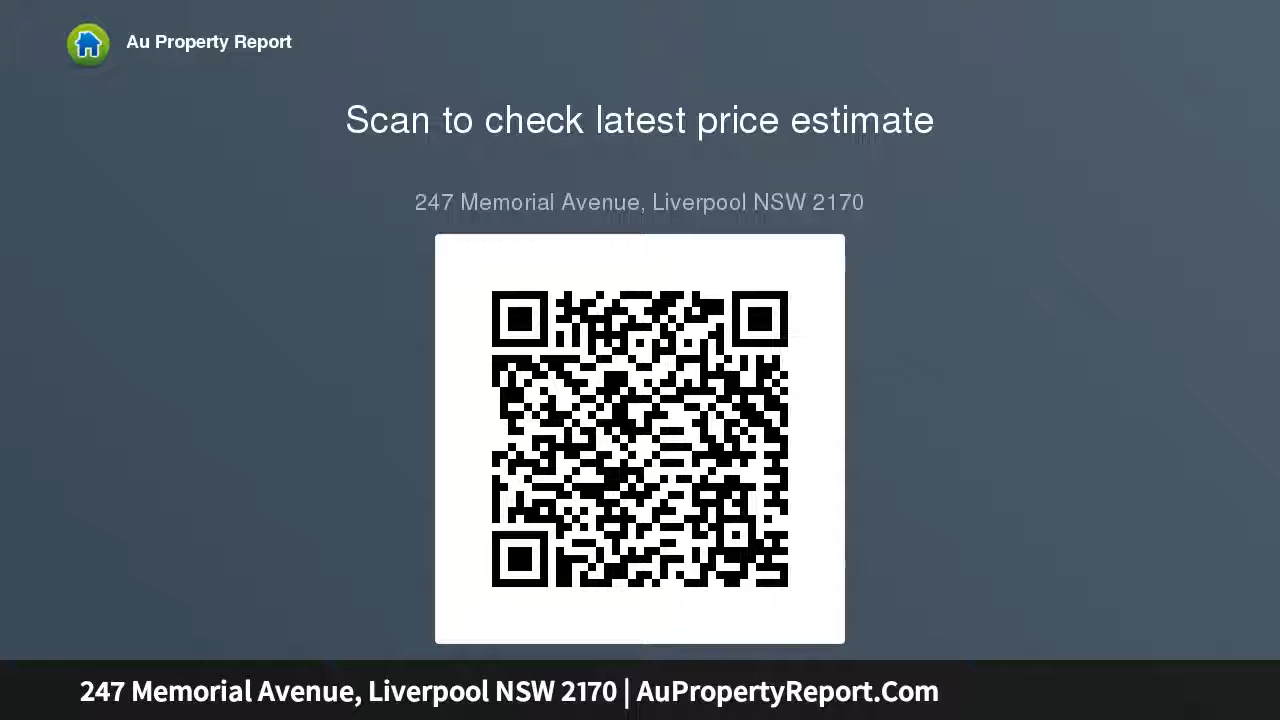 Au Property Report
Scan to check latest price estimate
247 Memorial Avenue, Liverpool NSW 2170
247 Memorial Avenue, Liverpool NSW 2170 | AuPropertyReport.Com